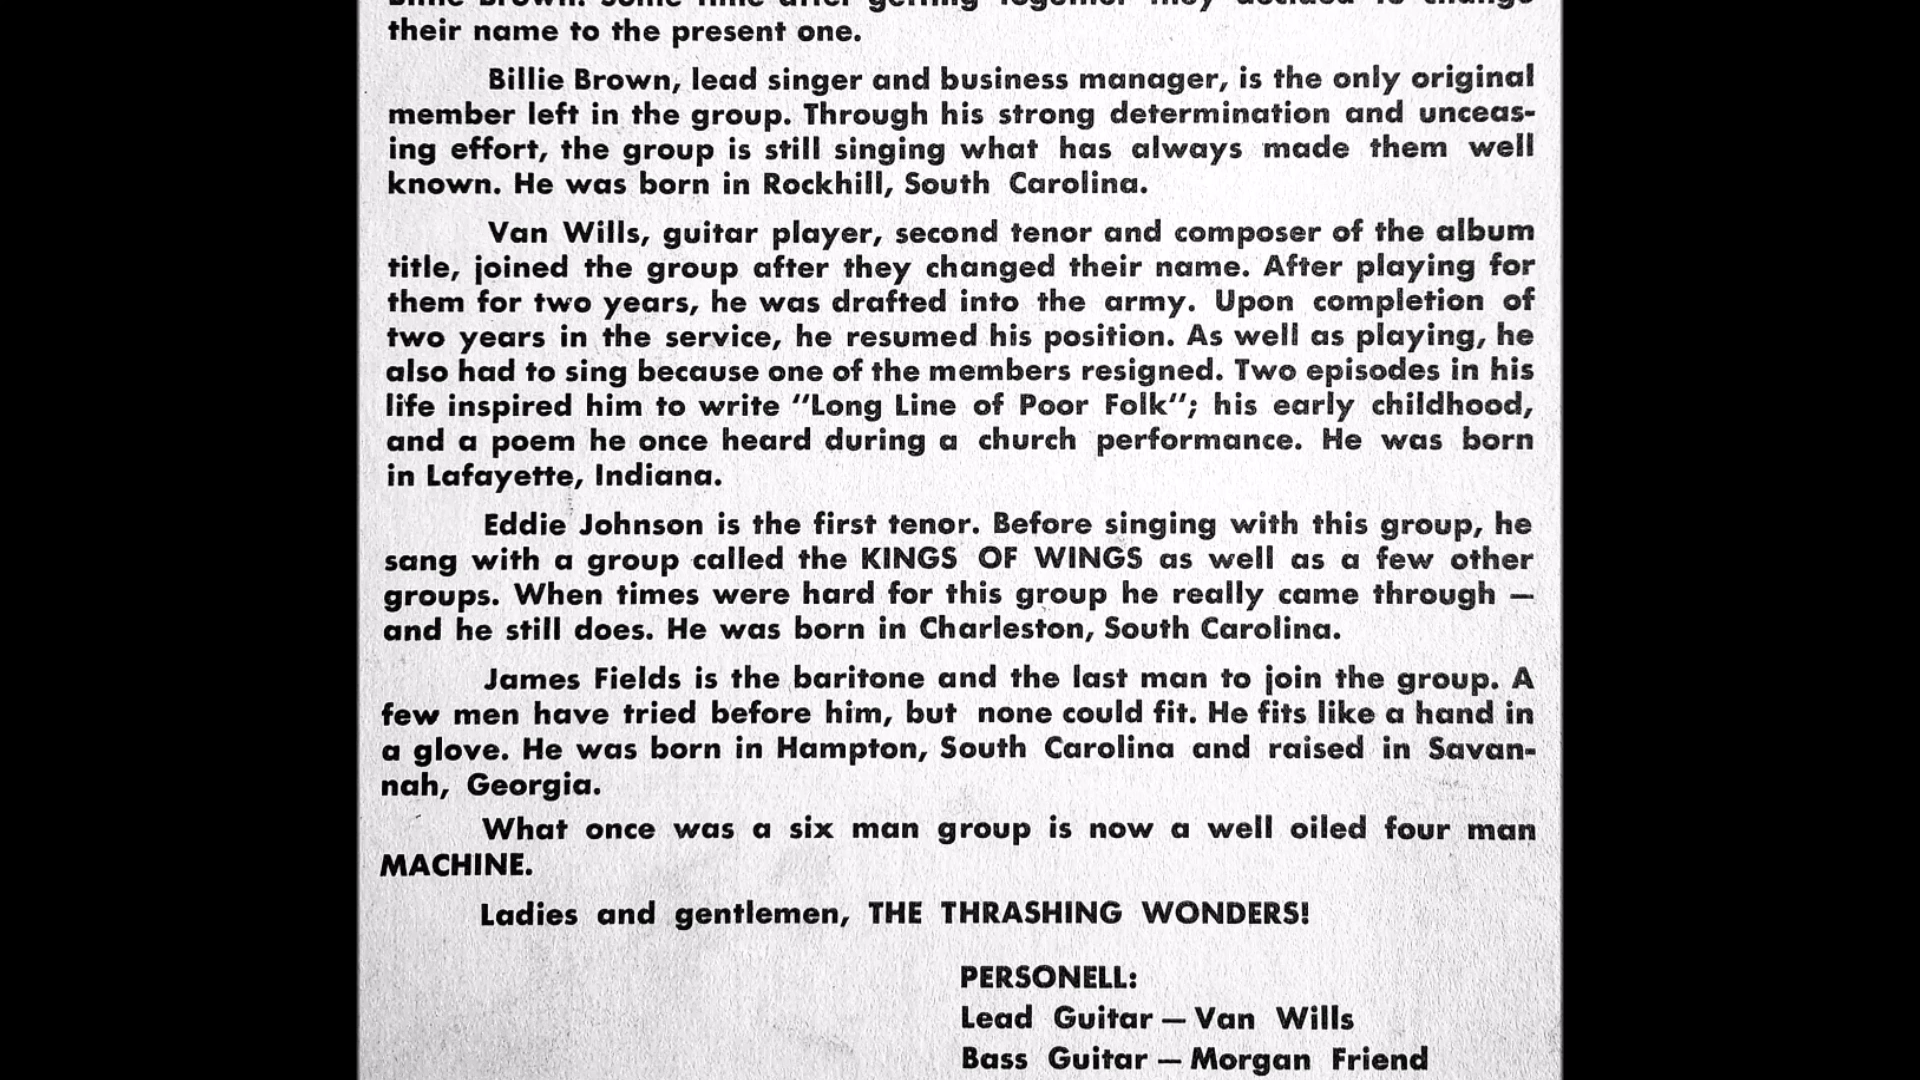 Billie Brown. Some time after getting together they decided to change
their name to the present one.
Billie Brown, lead singer and business manager, is the only original
member left in the group. Through his strong determination and unceas-
ing effort, the group is still singing what has always made them well
known. He was born in Rockhill, South Carolina.
Van Wills, guitar player, second tenor and composer of the album
title, joined the group after they changed their name. After playing for
them for two years, he was drafted into the army. Upon completion of
two years in the service, he resumed his position. As well as playing, he
also had to sing because one of the members resigned. Two episodes in his
life inspired him to write "Long Line of Poor Folk"; his early childhood,
and a poem he once heard during a church performance. He was born
in Lafayette, Indiana.
Eddie Johnson is the first tenor. Before singing with this group, he
sang with a group called the KINGS OF WINGS as well as a few other
groups. When times were hard for this group he really came through —
and he still does. He was born in Charleston, South Carolina.
James Fields is the baritone and the last man to join the group. A
few men have tried before him, but none could fit. He fits like a hand in
a glove. He was born in Hampton, South Carolina and raised in Savan-
nah, Georgia.
What once was a six man group is now a well oiled four man
MACHINE.
Ladies and gentlemen, THE THRASHING WONDERS!
PERSONELL:
Lead Guitar — Van Wills
Bass Guitar — Morgan Friend